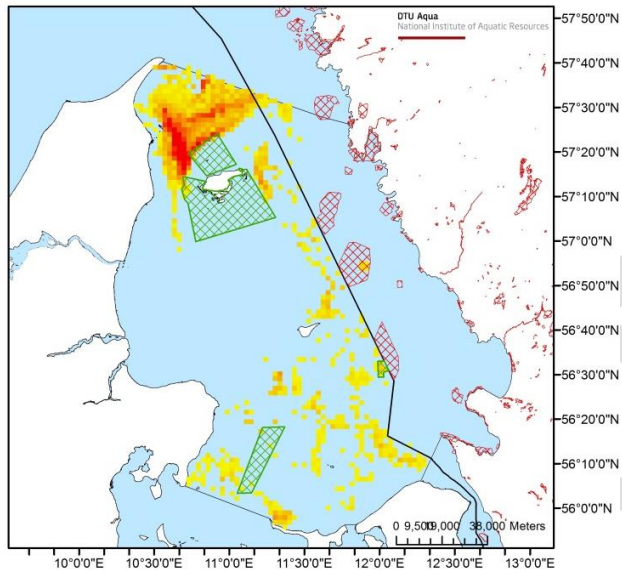 DTU Aqua
National Institute of Aquatic Resources
57°50'0"N
57°40'0"N
57°30'0"N
57°20'0"N
57°10'0"N
57°0'0"N
56°50'0"N
56°40'0"N
56°30'0"N
56°20'0"N
56°10'0"N
56°0'0"N
0 9,50019,000 38,000 Meters
10°0'0"E 10°30'0"E 11°0'0"E 11°30'0"E 12°0'0"E 12°30'0"E 13°0'0"E